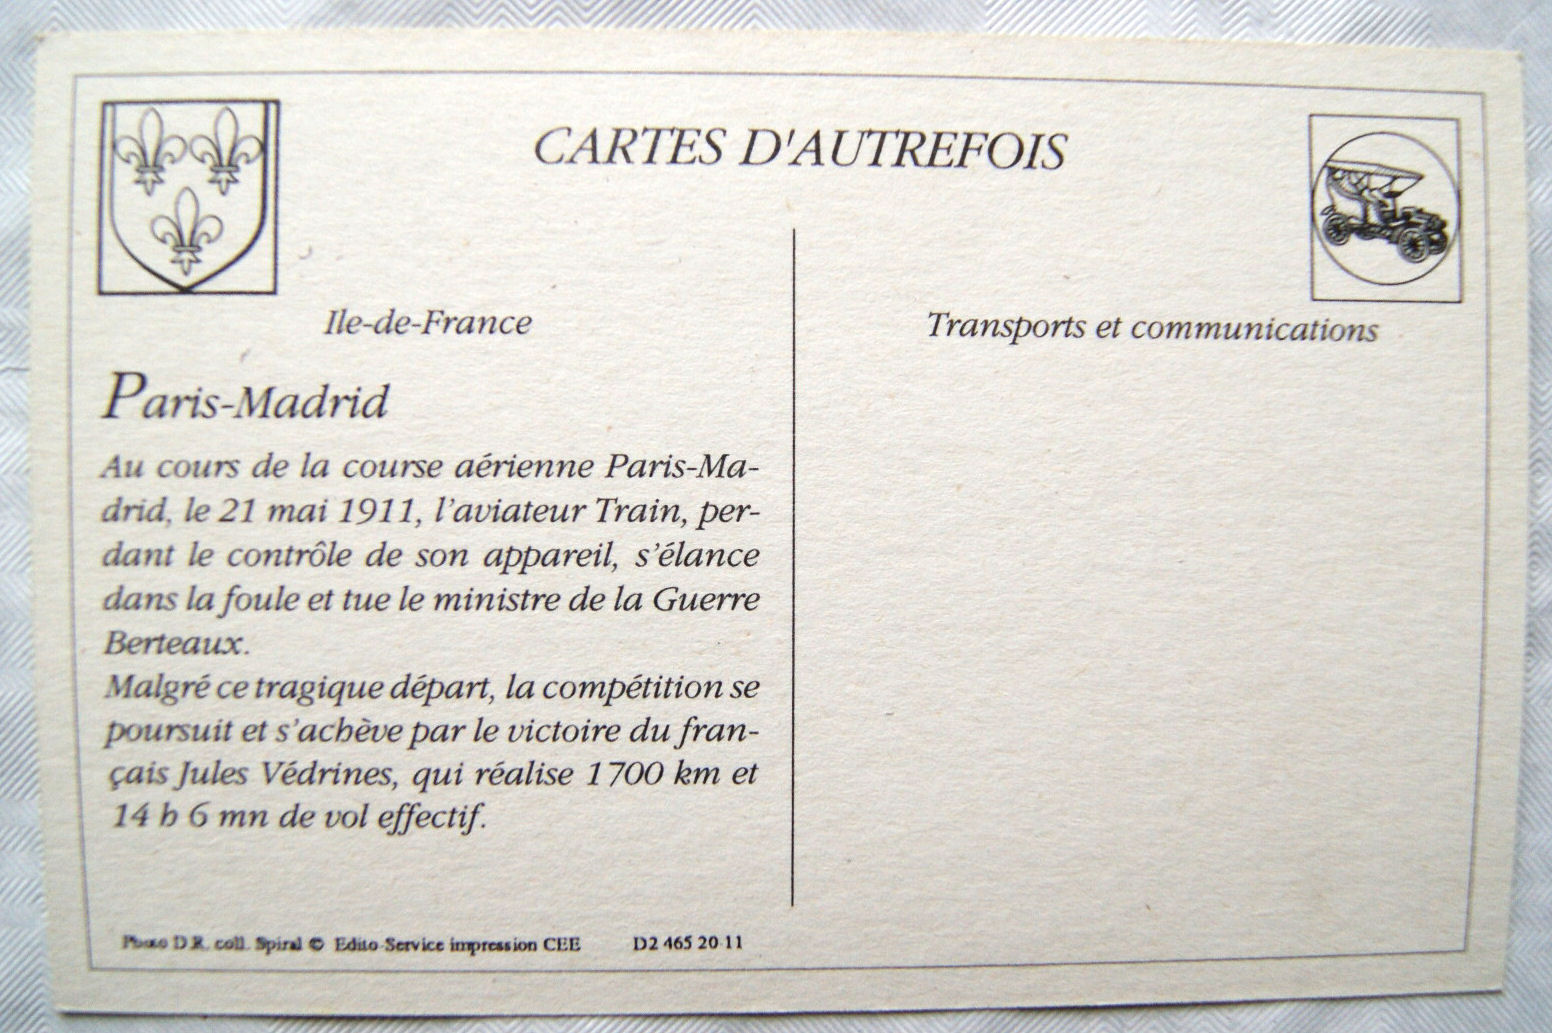 CARTES D'AUTREFOIS
Ile-de-France
Transports et communications
Paris-Madrid
Au cours de la course aérienne Paris-Ma-
drid, le 21 mai 1911, l'aviateur Train, per-
dant le contrôle de son appareil, s'élance
dans la foule et tue le ministre de la Guerre
Berteaux.
Malgré ce tragique départ, la compétition se
poursuit et s'achève par le victoire du fran-
çais Jules Védrines, qui réalise 1700 km et
14 h 6 mn de vol effectif.
Photo D.R. coll. Spiral © Edito-Service impression CEE D2 465 20-11